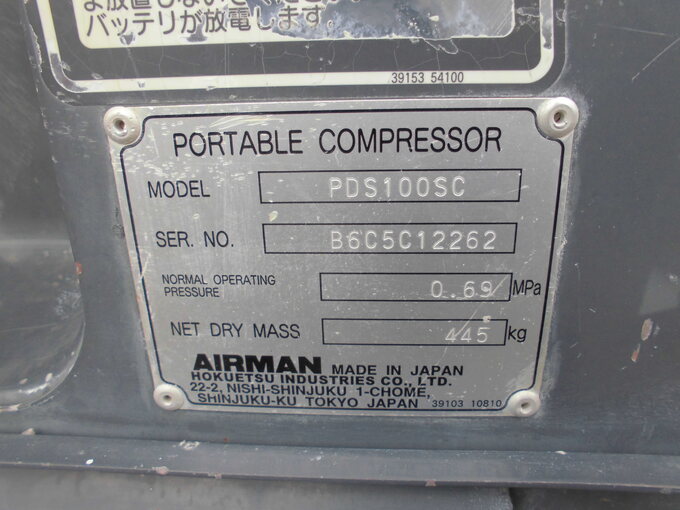 バッテリが放電します。
39153 54100
PORTABLE COMPRESSOR
MODEL PDS100SC
SER. NO. B6C5C12262
NORMAL OPERATING
PRESSURE 0.69 MPa
NET DRY MASS 445 kg
AIRMAN MADE IN JAPAN
HOKUETSU INDUSTRIES CO., LTD.
22-2, NISHI-SHINJUKU 1-CHOME,
SHINJUKU-KU TOKYO JAPAN 39103 10810